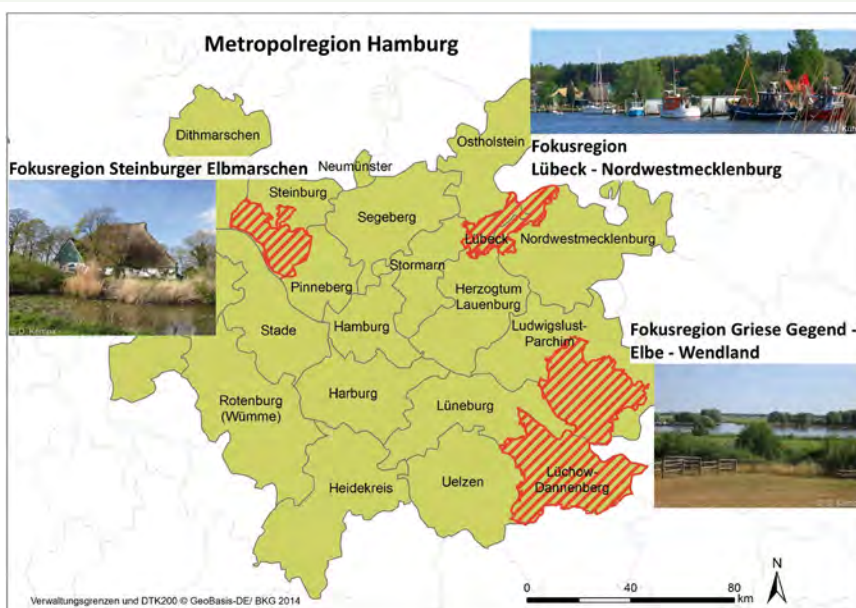 Metropolregion Hamburg
Dithmarschen
Ostholstein
Fokusregion
Lübeck - Nordwestmecklenburg
Neumünster
Fokusregion Steinburger Elbmarschen
Steinburg
Segeberg
Lübeck
Nordwestmecklenburg
Stormarn
Pinneberg
Herzogtum
Lauenburg
Stade
Hamburg
Ludwigslust-
Parchim
Fokusregion Griese Gegend -
Elbe - Wendland
Rotenburg
(Wümme)
Harburg
Lüneburg
Lüchow-
Dannenberg
Heidekreis
Uelzen
N
0 40 80
km
Verwaltungsgrenzen und DTK200 © GeoBasis-DE/ BKG 2014